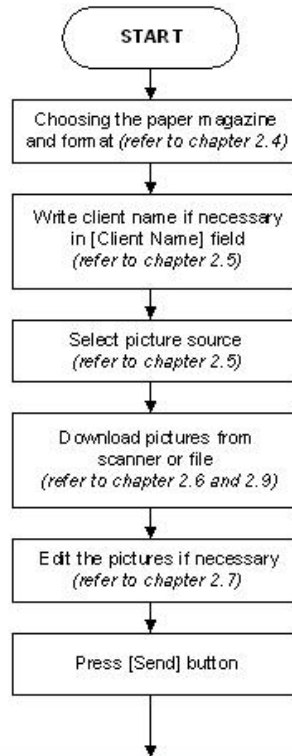 START
Choosing the paper magazine
and format (refer to chapter 2.4)
Write client name if necessary
in [Client Name] field
(refer to chapter 2.5)
Select picture source
(refer to chapter 2.5)
Download pictures from
scanner or file
(refer to chapter 2.6 and 2.9)
Edit the pictures if necessary
(refer to chapter 2.7)
Press [Send] button